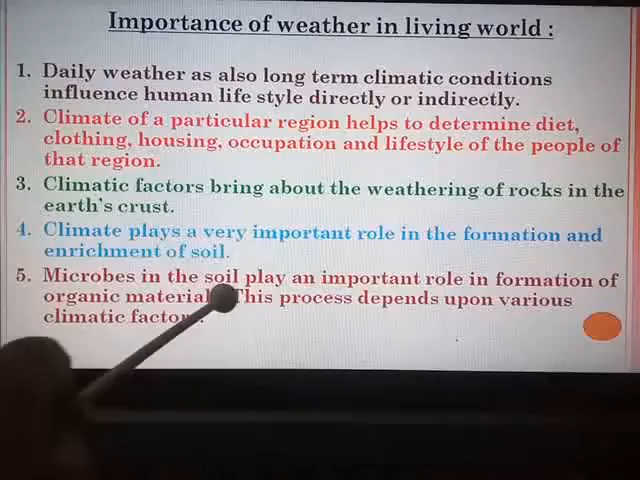 Importance of weather in living world :
1. Daily weather as also long term climatic conditions
influence human life style directly or indirectly.
2. Climate of a particular region helps to determine diet,
clothing, housing, occupation and lifestyle of the people of
that region.
3. Climatic factors bring about the weathering of rocks in the
earth's crust.
4. Climate plays a very important role in the formation and
enrichment of soil.
5. Microbes in the soil play an important role in formation of
organic material. This process depends upon various
climatic factors.